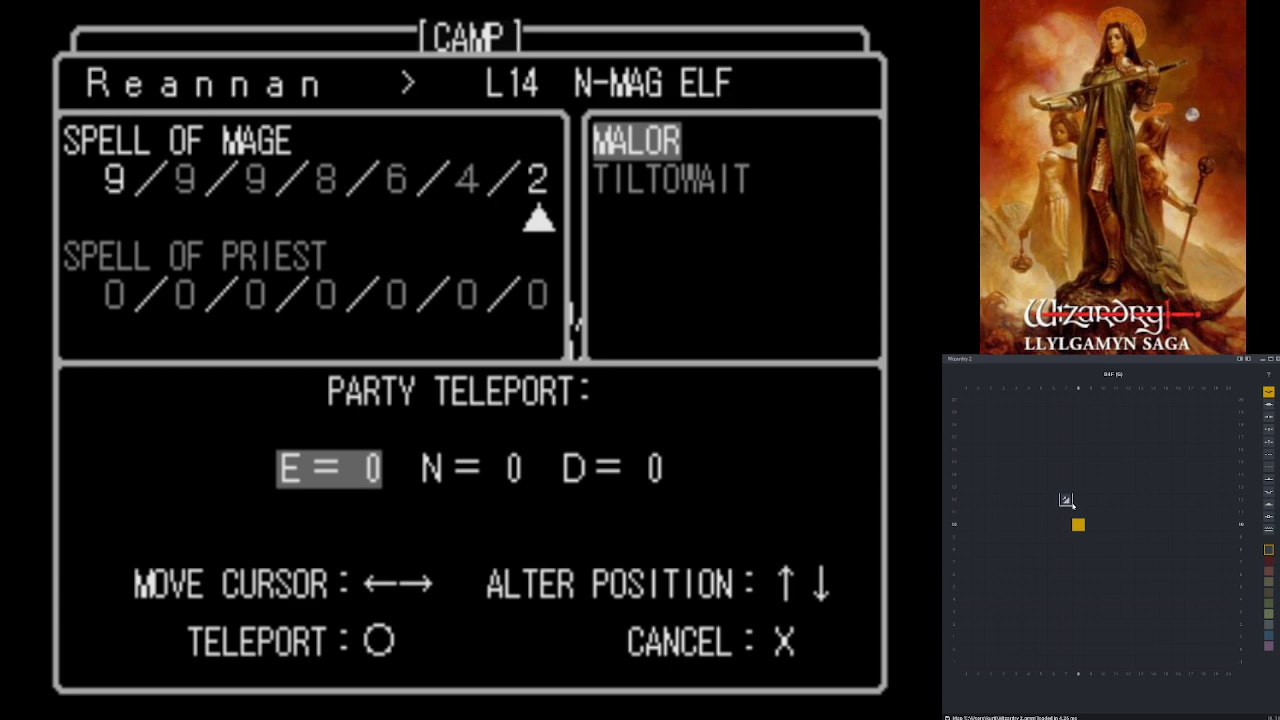 [CAMP]
Reannan > L14 N-MAG ELF
SPELL OF MAGE
9/9/9/8/6/4/2
SPELL OF PRIEST
0/0/0/0/0/0/0
MALOR
TILTOWAIT
PARTY TELEPORT:
E= 0 N= 0 D= 0
MOVE CURSOR: ←→ ALTER POSITION: ↑ ↓
TELEPORT: O CANCEL: X
Wizardry
LLYLGAMYN SAGA
Wizardry 2